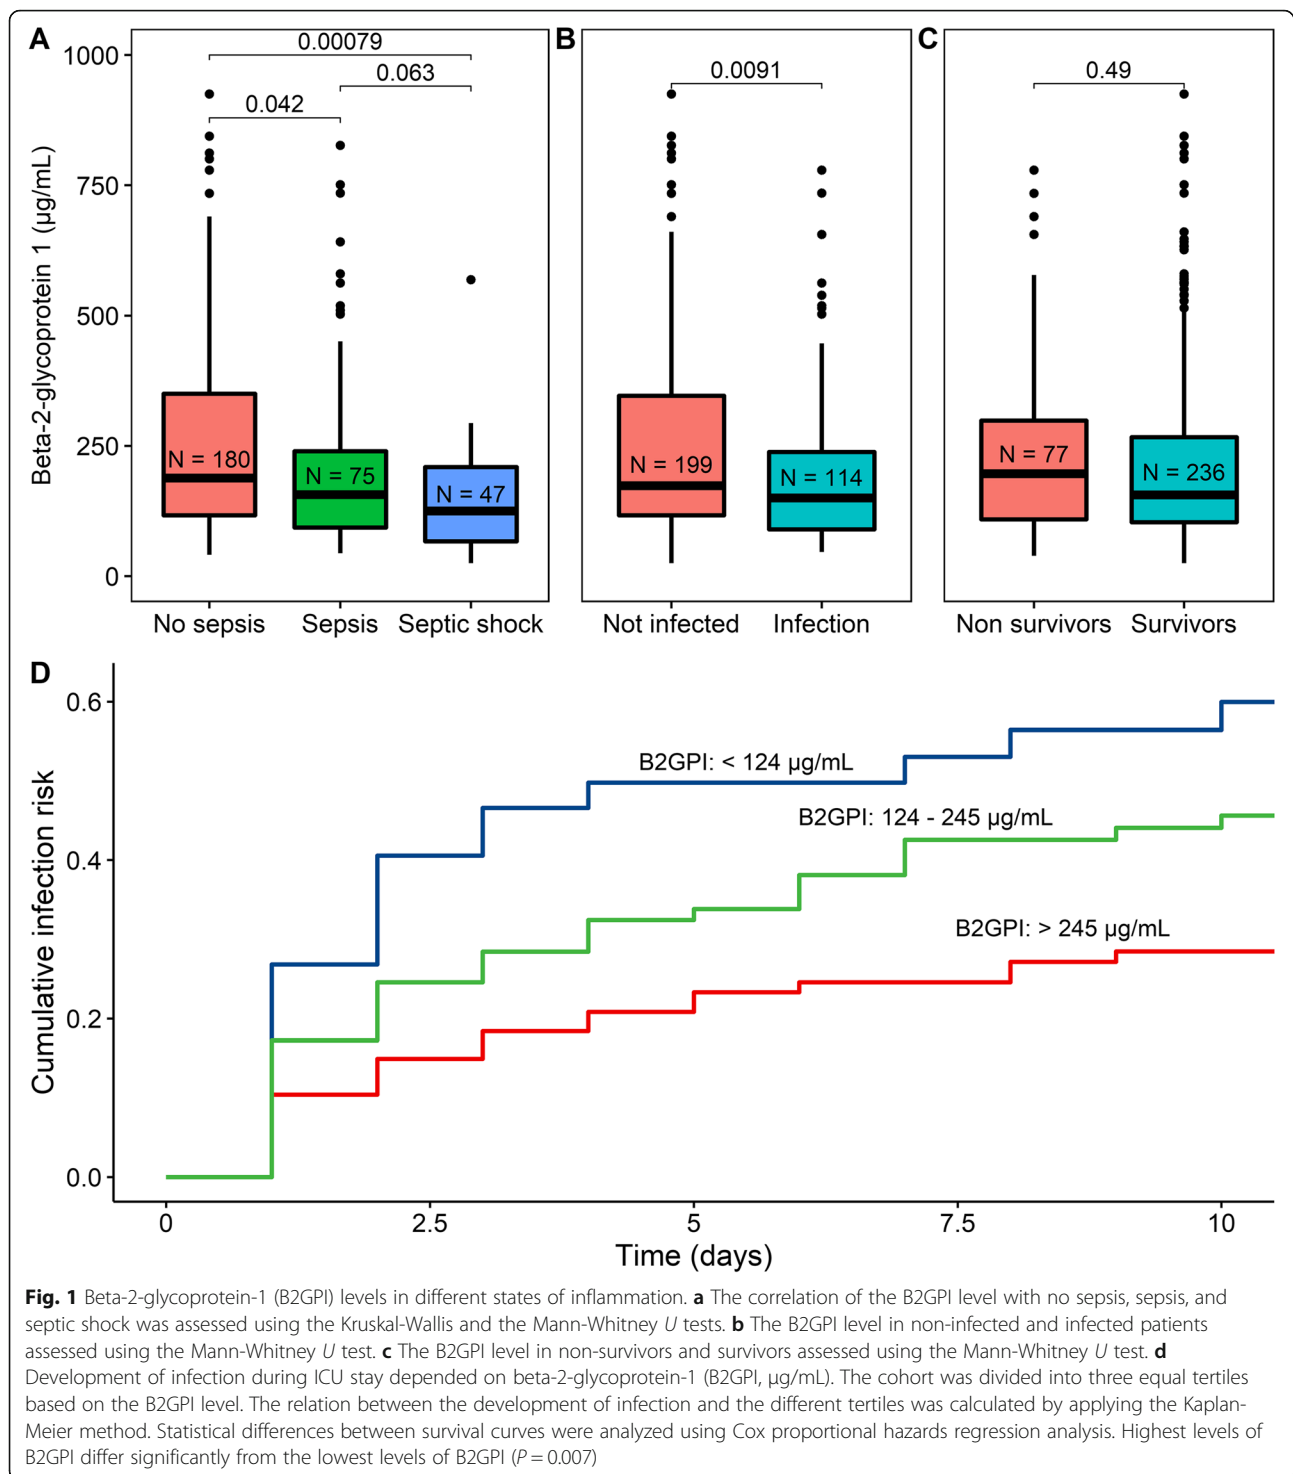 A
B
C
1000
750
500
250
0
Beta-2-glycoprotein 1 (µg/mL)
0.00079
0.063
0.042
N = 180
N = 75
N = 47
No sepsis
Sepsis
Septic shock
0.0091
N = 199
N = 114
Not infected
Infection
0.49
N = 77
N = 236
Non survivors
Survivors
D
0.6
0.4
0.2
0.0
Cumulative infection risk
B2GPI: < 124 µg/mL
B2GPI: 124 - 245 µg/mL
B2GPI: > 245 µg/mL
0
2.5
5
7.5
10
Time (days)
Fig. 1 Beta-2-glycoprotein-1 (B2GPI) levels in different states of inflammation. a The correlation of the B2GPI level with no sepsis, sepsis, and
septic shock was assessed using the Kruskal-Wallis and the Mann-Whitney U tests. b The B2GPI level in non-infected and infected patients
assessed using the Mann-Whitney U test. c The B2GPI level in non-survivors and survivors assessed using the Mann-Whitney U test. d
Development of infection during ICU stay depended on beta-2-glycoprotein-1 (B2GPI, µg/mL). The cohort was divided into three equal tertiles
based on the B2GPI level. The relation between the development of infection and the different tertiles was calculated by applying the Kaplan-
Meier method. Statistical differences between survival curves were analyzed using Cox proportional hazards regression analysis. Highest levels of
B2GPI differ significantly from the lowest levels of B2GPI (P = 0.007)